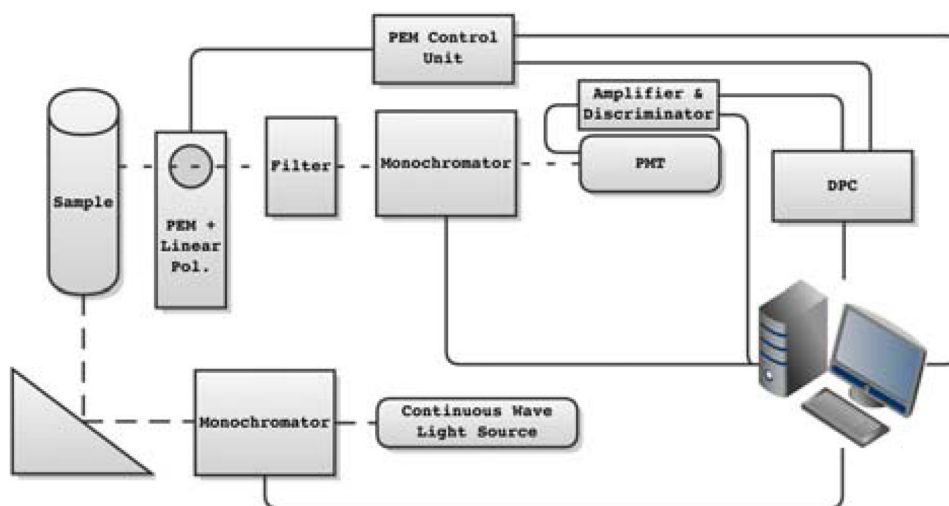 PEM Control
Unit
Amplifier &
Discriminator
Sample
PEM +
Linear
Pol.
Filter
Monochromator
PMT
DPC
Monochromator
Continuous Wave
Light Source